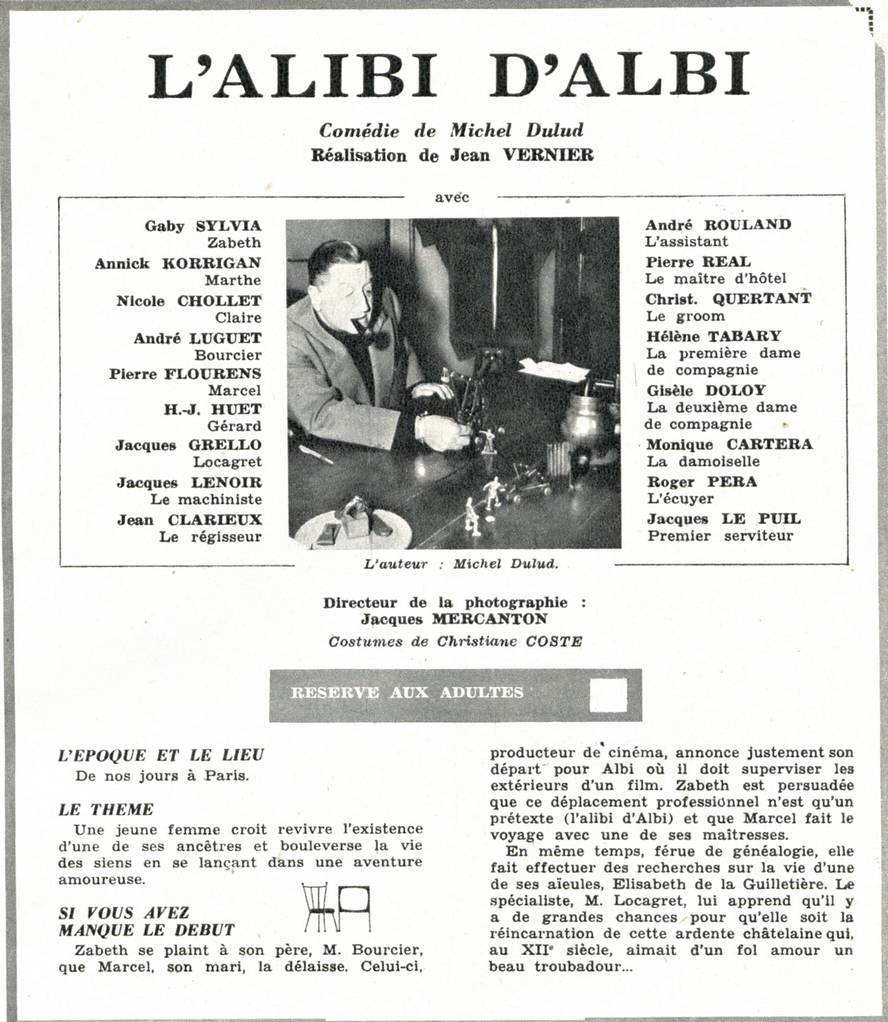 L'ALIBI D'ALBI
Comédie de Michel Dulud
Réalisation de Jean VERNIER
avec
Gaby SYLVIA
Zabeth
Annick KORRIGAN
Marthe
Nicole CHOLLET
Claire
André LUGUET
Bourcier
Pierre FLOURENS
Marcel
H.-J. HUET
Gérard
Jacques GRELLO
Locagret
Jacques LENOIR
Le machiniste
Jean CLARIEUX
Le régisseur
André ROULAND
L'assistant
Pierre REAL
Le maître d'hôtel
Christ. QUERTANT
Le groom
Hélène TABARY
La première dame
de compagnie
Gisèle DOLOY
La deuxième dame
de compagnie
Monique CARTERA
La damoiselle
Roger PERA
L'écuyer
Jacques LE PUIL
Premier serviteur
L'auteur : Michel Dulud.
Directeur de la photographie :
Jacques MERCANTON
Costumes de Christiane COSTE
RESERVE AUX ADULTES
L'EPOQUE ET LE LIEU
De nos jours à Paris.
LE THEME
Une jeune femme croit revivre l'existence
d'une de ses ancêtres et bouleverse la vie
des siens en se lançant dans une aventure
amoureuse.
SI VOUS AVEZ
MANQUE LE DEBUT
Zabeth se plaint à son père, M. Bourcier,
que Marcel, son mari, la délaisse. Celui-ci,
producteur de cinéma, annonce justement son
départ pour Albi où il doit superviser les
extérieurs d'un film. Zabeth est persuadée
que ce déplacement professionnel n'est qu'un
prétexte (l'alibi d'Albi) et que Marcel fait le
voyage avec une de ses maîtresses.
En même temps, férue de généalogie, elle
fait effectuer des recherches sur la vie d'une
de ses aïeules, Elisabeth de la Guilletière. Le
spécialiste, M. Locagret, lui apprend qu'il y
a de grandes chances pour qu'elle soit la
réincarnation de cette ardente châtelaine qui,
au XIIe siècle, aimait d'un fol amour un
beau troubadour...